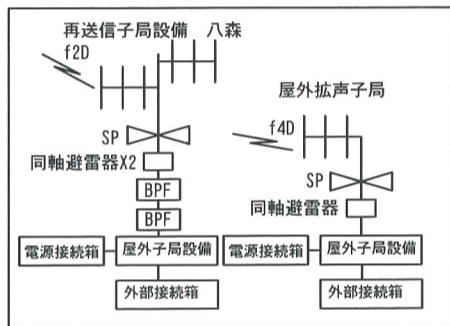 再送信子局設備 八森
f2D
SP
同軸避雷器X2
BPF
BPF
電源接続箱
屋外子局設備
外部接続箱
屋外拡声子局
f4D
SP
同軸避雷器
電源接続箱
屋外子局設備
外部接続箱